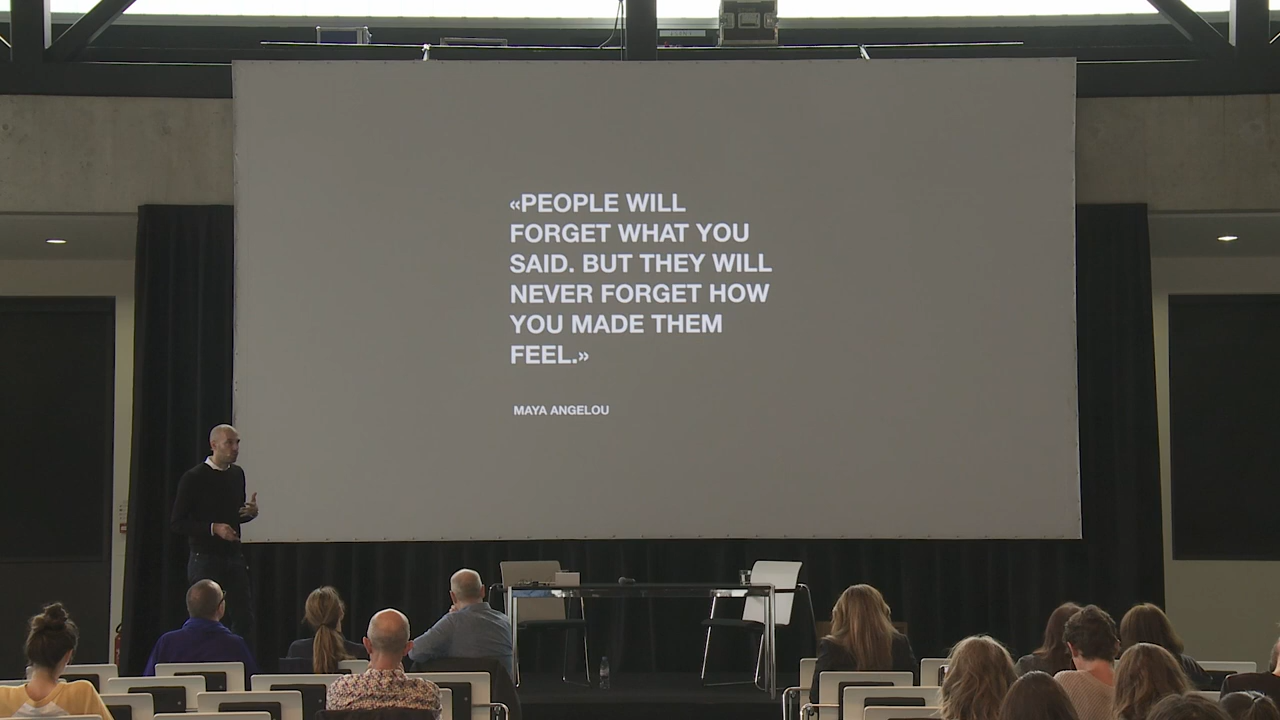 «PEOPLE WILL
FORGET WHAT YOU
SAID. BUT THEY WILL
NEVER FORGET HOW
YOU MADE THEM
FEEL.»
MAYA ANGELOU